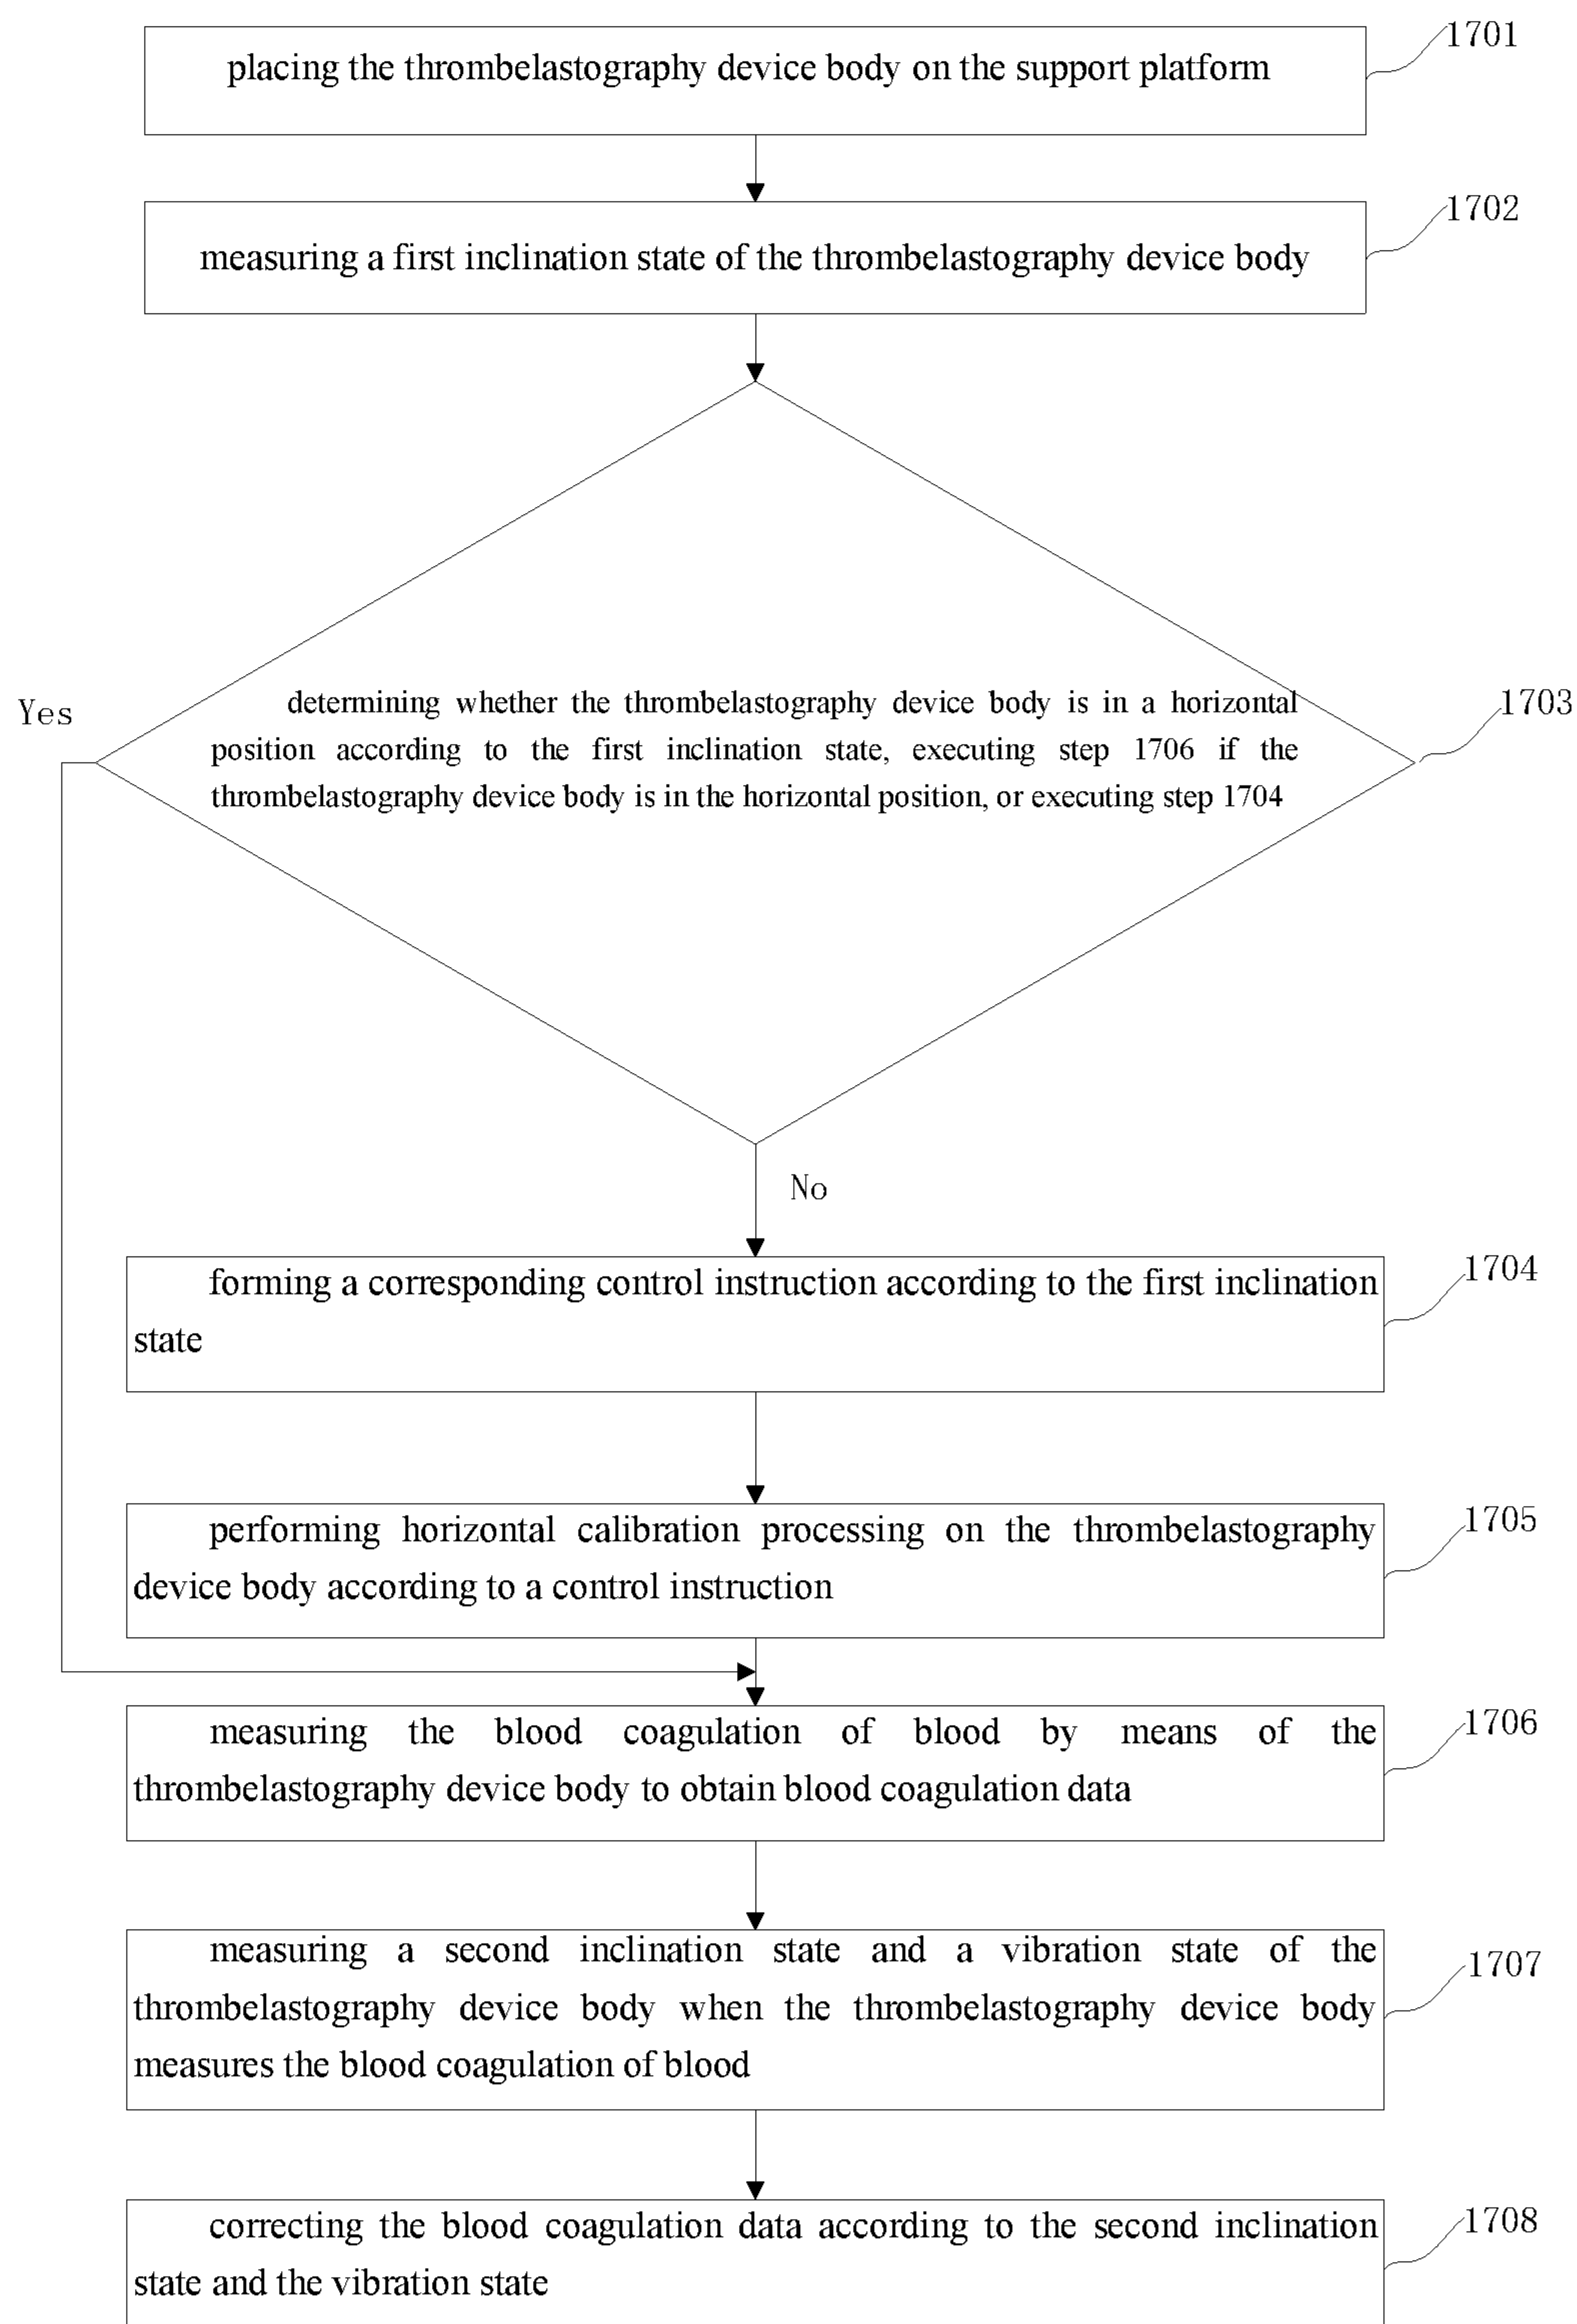 placing the thrombelastography device body on the support platform
1701
measuring a first inclination state of the thrombelastography device body
1702
determining whether the thrombelastography device body is in a horizontal
position according to the first inclination state, executing step 1706 if the
thrombelastography device body is in the horizontal position, or executing step 1704
1703
Yes
No
forming a corresponding control instruction according to the first inclination
state
1704
performing horizontal calibration processing on the thrombelastography
device body according to a control instruction
1705
measuring the blood coagulation of blood by means of the
thrombelastography device body to obtain blood coagulation data
1706
measuring a second inclination state and a vibration state of the
thrombelastography device body when the thrombelastography device body
measures the blood coagulation of blood
1707
correcting the blood coagulation data according to the second inclination
state and the vibration state
1708